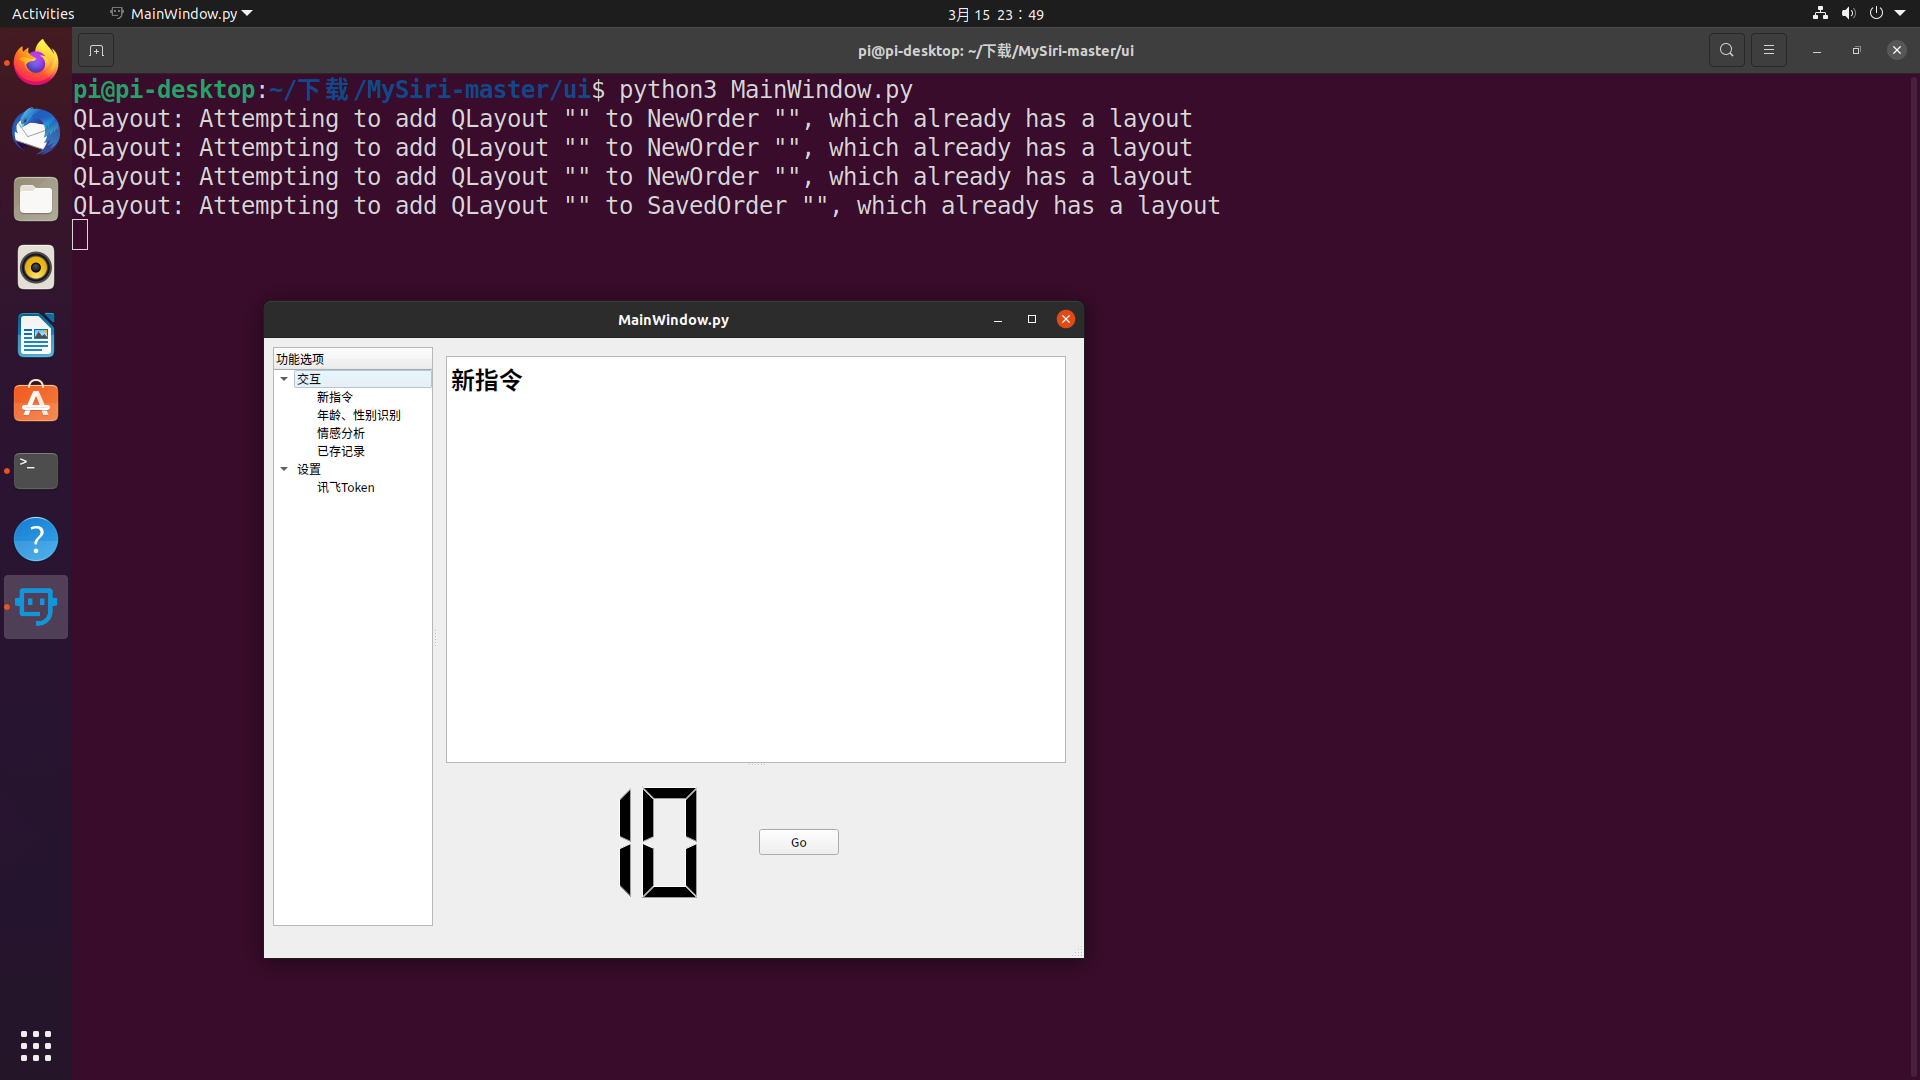 Activities
MainWindow.py
3月 15 23：49
pi@pi-desktop: ~/下载/MySiri-master/ui
pi@pi-desktop:~/下载/MySiri-master/ui$ python3 MainWindow.py
QLayout: Attempting to add QLayout "" to NewOrder "", which already has a layout
QLayout: Attempting to add QLayout "" to NewOrder "", which already has a layout
QLayout: Attempting to add QLayout "" to NewOrder "", which already has a layout
QLayout: Attempting to add QLayout "" to SavedOrder "", which already has a layout
MainWindow.py
功能选项
交互
新指令
年龄、性别识别
情感分析
已存记录
设置
讯飞Token
新指令
10
Go